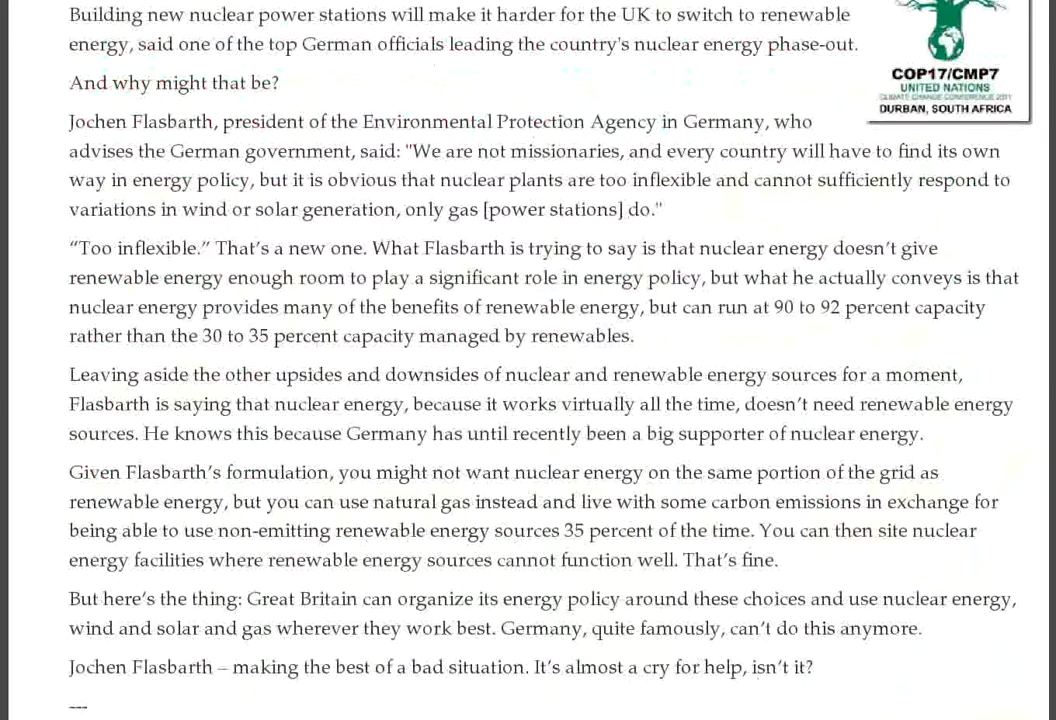 Building new nuclear power stations will make it harder for the UK to switch to renewable
energy, said one of the top German officials leading the country's nuclear energy phase-out.
COP17/CMP7
UNITED NATIONS
CLIMATE CHANGE CONFERENCE 2011
DURBAN, SOUTH AFRICA
And why might that be?
Jochen Flasbarth, president of the Environmental Protection Agency in Germany, who
advises the German government, said: "We are not missionaries, and every country will have to find its own
way in energy policy, but it is obvious that nuclear plants are too inflexible and cannot sufficiently respond to
variations in wind or solar generation, only gas [power stations] do."
“Too inflexible.” That’s a new one. What Flasbarth is trying to say is that nuclear energy doesn’t give
renewable energy enough room to play a significant role in energy policy, but what he actually conveys is that
nuclear energy provides many of the benefits of renewable energy, but can run at 90 to 92 percent capacity
rather than the 30 to 35 percent capacity managed by renewables.
Leaving aside the other upsides and downsides of nuclear and renewable energy sources for a moment,
Flasbarth is saying that nuclear energy, because it works virtually all the time, doesn’t need renewable energy
sources. He knows this because Germany has until recently been a big supporter of nuclear energy.
Given Flasbarth’s formulation, you might not want nuclear energy on the same portion of the grid as
renewable energy, but you can use natural gas instead and live with some carbon emissions in exchange for
being able to use non-emitting renewable energy sources 35 percent of the time. You can then site nuclear
energy facilities where renewable energy sources cannot function well. That’s fine.
But here’s the thing: Great Britain can organize its energy policy around these choices and use nuclear energy,
wind and solar and gas wherever they work best. Germany, quite famously, can’t do this anymore.
Jochen Flasbarth – making the best of a bad situation. It’s almost a cry for help, isn’t it?
---